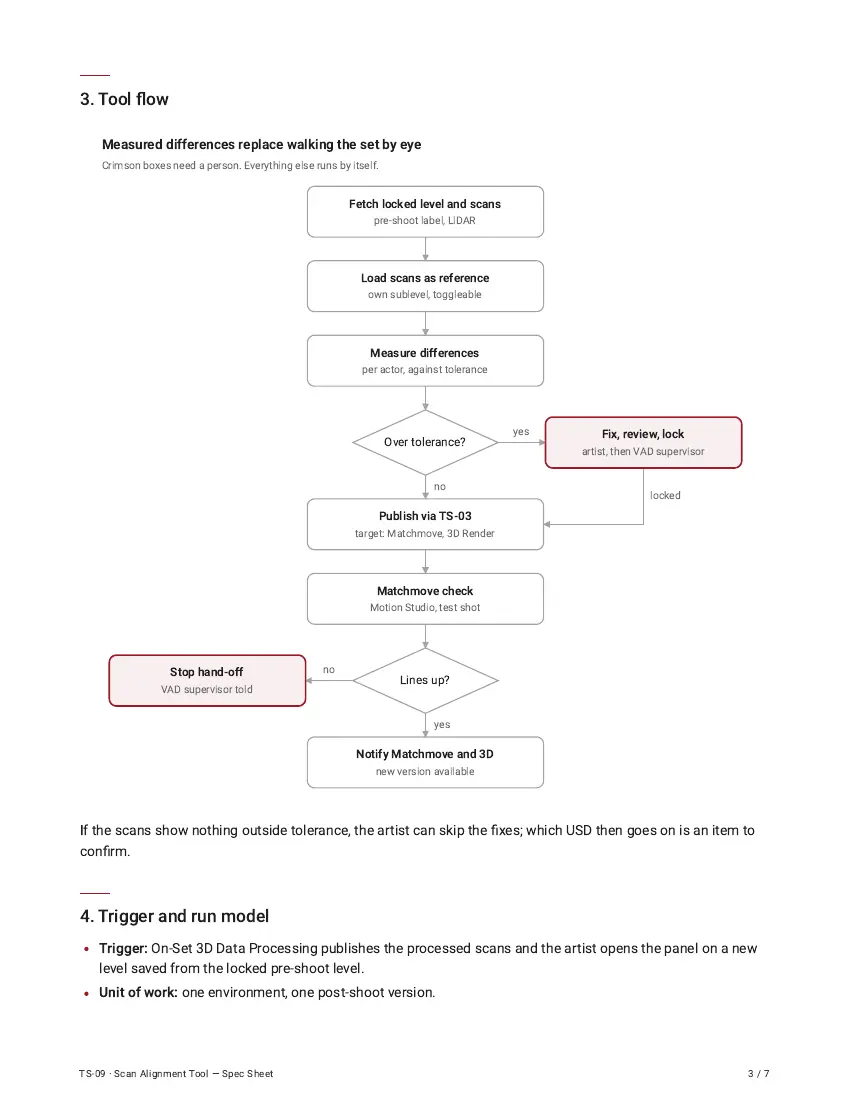 3. Tool flow
Measured differences replace walking the set by eye
Crimson boxes need a person. Everything else runs by itself.
Fetch locked level and scans
pre-shoot label, LIDAR
Load scans as reference
own sublevel, toggleable
Measure differences
per actor, against tolerance
Over tolerance?
yes
Fix, review, lock
artist, then VAD supervisor
no
locked
Publish via TS-03
target: Matchmove, 3D Render
Matchmove check
Motion Studio, test shot
Stop hand-off
VAD supervisor told
no
Lines up?
yes
Notify Matchmove and 3D
new version available
If the scans show nothing outside tolerance, the artist can skip the fixes; which USD then goes on is an item to
confirm.
4. Trigger and run model
• Trigger: On-Set 3D Data Processing publishes the processed scans and the artist opens the panel on a new
level saved from the locked pre-shoot level.
• Unit of work: one environment, one post-shoot version.
TS-09 · Scan Alignment Tool — Spec Sheet
3 / 7